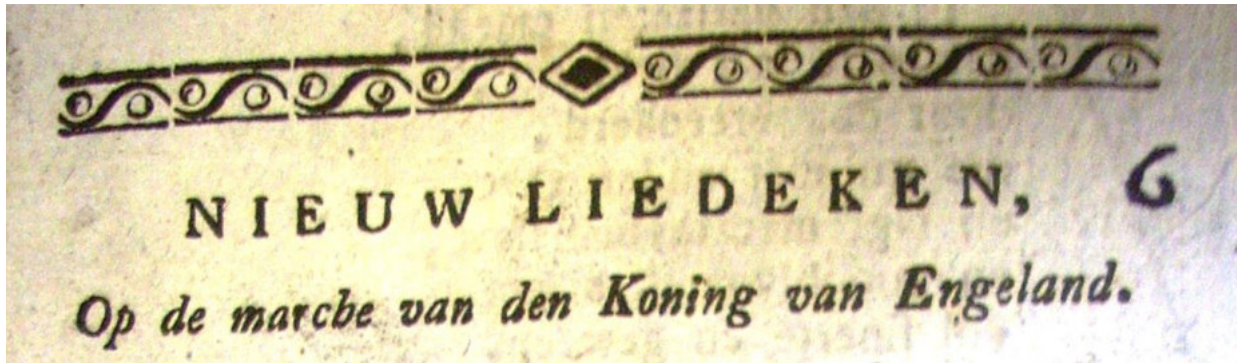 NIEUW LIEDEKEN, 6
Op de marche van den Koning van Engeland.